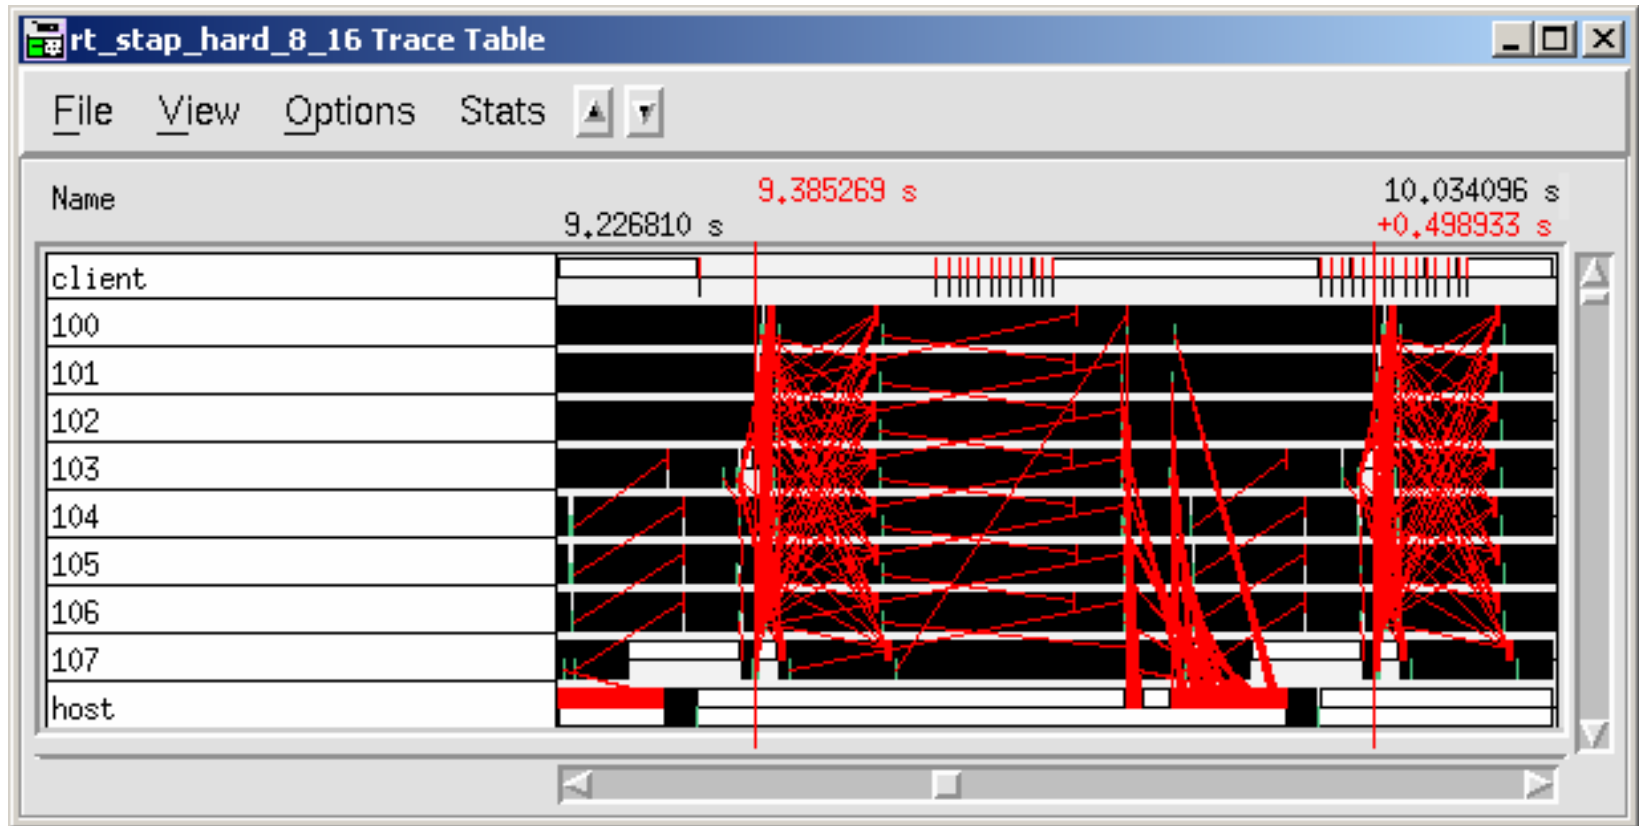 rt_stap_hard_8_16 Trace Table
File View Options Stats
Name
9.385269 s
10.034096 s
9.226810 s
+0.498933 s
client
100
101
102
103
104
105
106
107
host